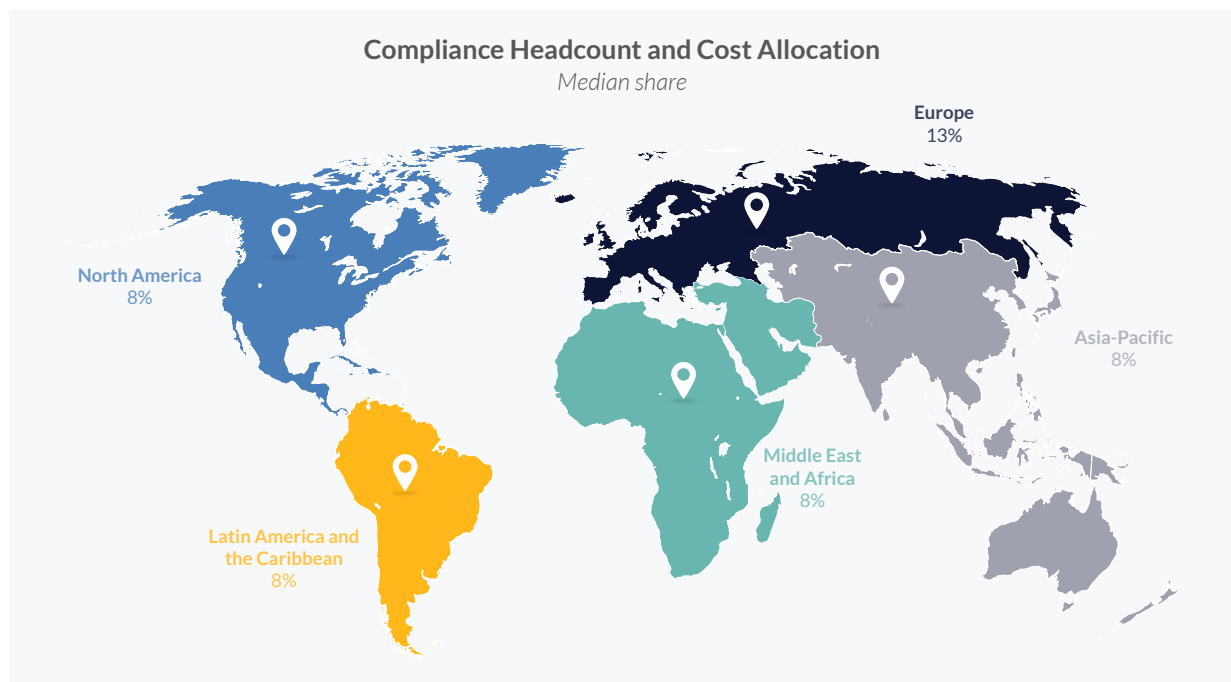 Compliance Headcount and Cost Allocation
Median share
Europe
13%
North America
8%
Asia-Pacific
8%
Middle East
and Africa
8%
Latin America and
the Caribbean
8%